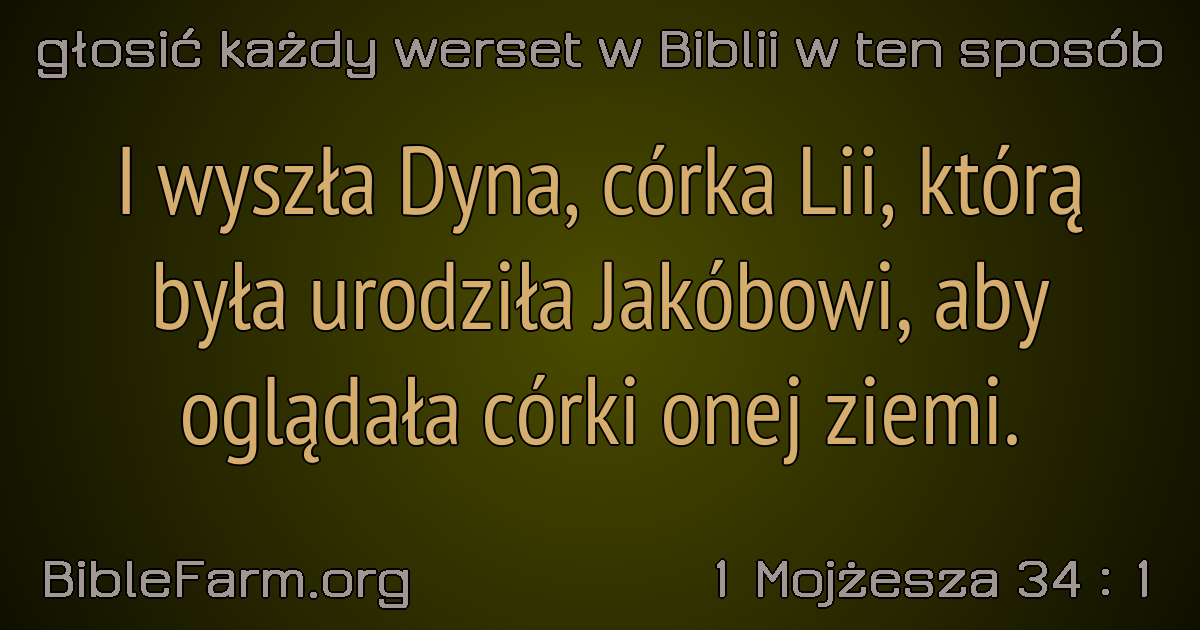 głosić każdy werset w Biblii w ten sposób
I wyszła Dyna, córka Lii, którą
była urodziła Jakóbowi, aby
oglądała córki onej ziemi.
BibleFarm.org
1 Mojżesza 34 : 1